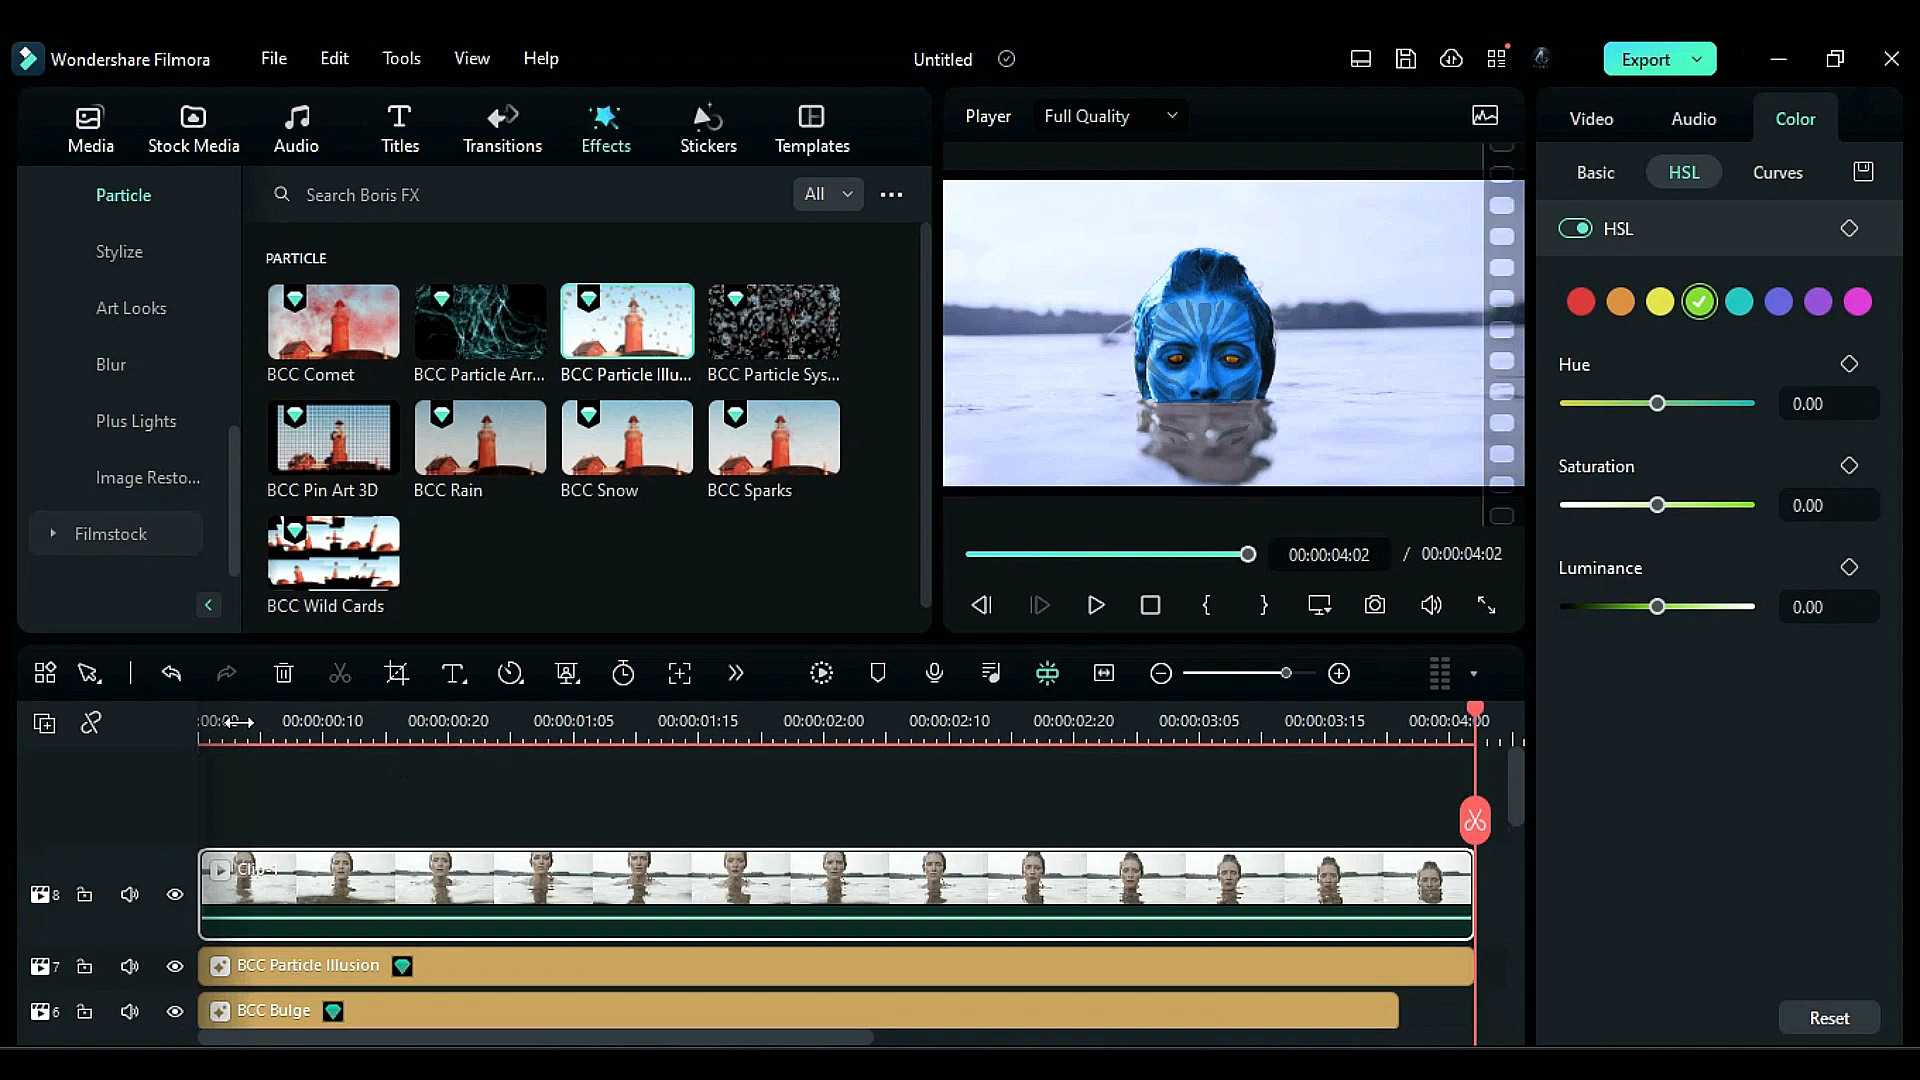 Wondershare Filmora File Edit Tools View Help Untitled Export
Media Stock Media Audio Titles Transitions Effects Stickers Templates
Player Full Quality
Video Audio Color
Basic HSL Curves
Particle
Stylize
Art Looks
Blur
Plus Lights
Image Resto...
Filmstock
Search Boris FX All
PARTICLE
BCC Comet BCC Particle Arr... BCC Particle Illu... BCC Particle Sys...
BCC Pin Art 3D BCC Rain BCC Snow BCC Sparks
BCC Wild Cards
00:00:04:02 / 00:00:04:02
HSL
Hue
0.00
Saturation
0.00
Luminance
0.00
Reset
00:00:00:10 00:00:00:20 00:00:01:05 00:00:01:15 00:00:02:00 00:00:02:10 00:00:02:20 00:00:03:05 00:00:03:15 00:00:04:00
8
7 BCC Particle Illusion
6 BCC Bulge